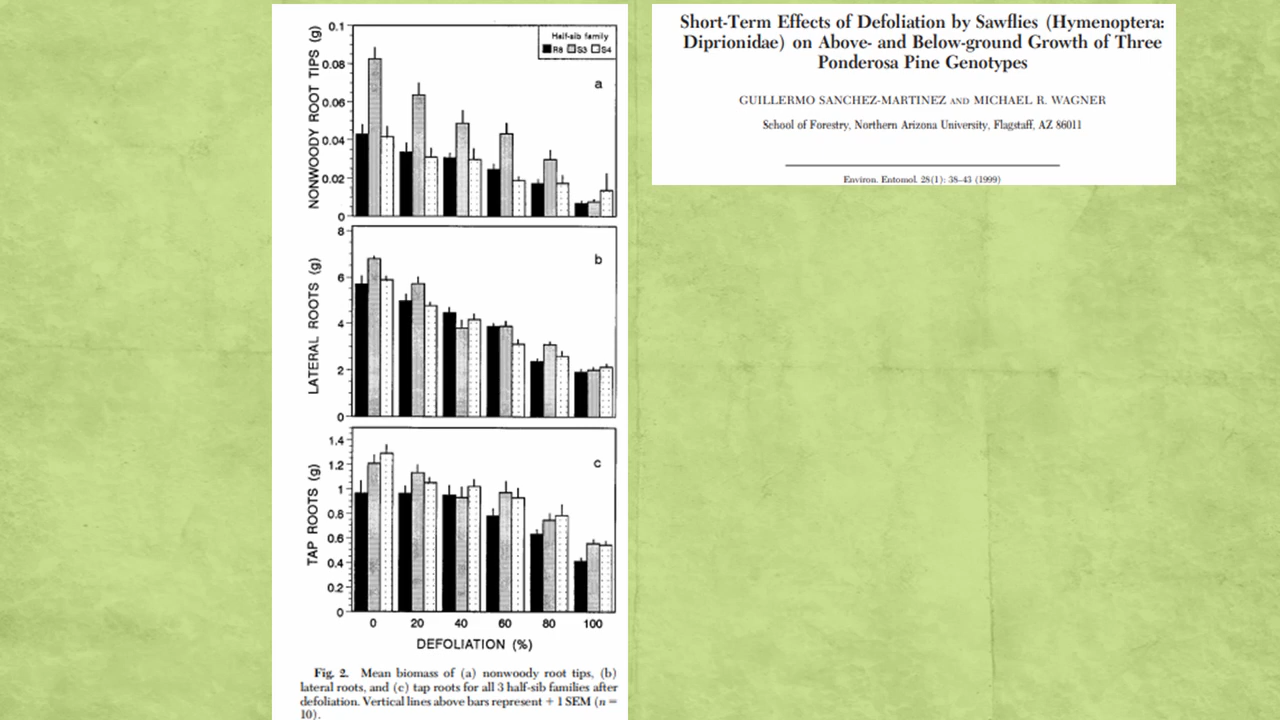 0.1
0.08
0.06
0.04
0.02
0
NONWOODY ROOT TIPS (g)
Half-sib family
R8 S3 S4
a
8
6
4
2
0
LATERAL ROOTS (g)
b
1.4
1.2
1
0.8
0.6
0.4
0.2
0
TAP ROOTS (g)
c
0 20 40 60 80 100
DEFOLIATION (%)
Fig. 2. Mean biomass of (a) nonwoody root tips, (b)
lateral roots, and (c) tap roots for all 3 half-sib families after
defoliation. Vertical lines above bars represent + 1 SEM (n =
10).
Short-Term Effects of Defoliation by Sawflies (Hymenoptera:
Diprionidae) on Above- and Below-ground Growth of Three
Ponderosa Pine Genotypes
GUILLERMO SANCHEZ-MARTINEZ AND MICHAEL R. WAGNER
School of Forestry, Northern Arizona University, Flagstaff, AZ 86011
Environ. Entomol. 28(1): 38–43 (1999)